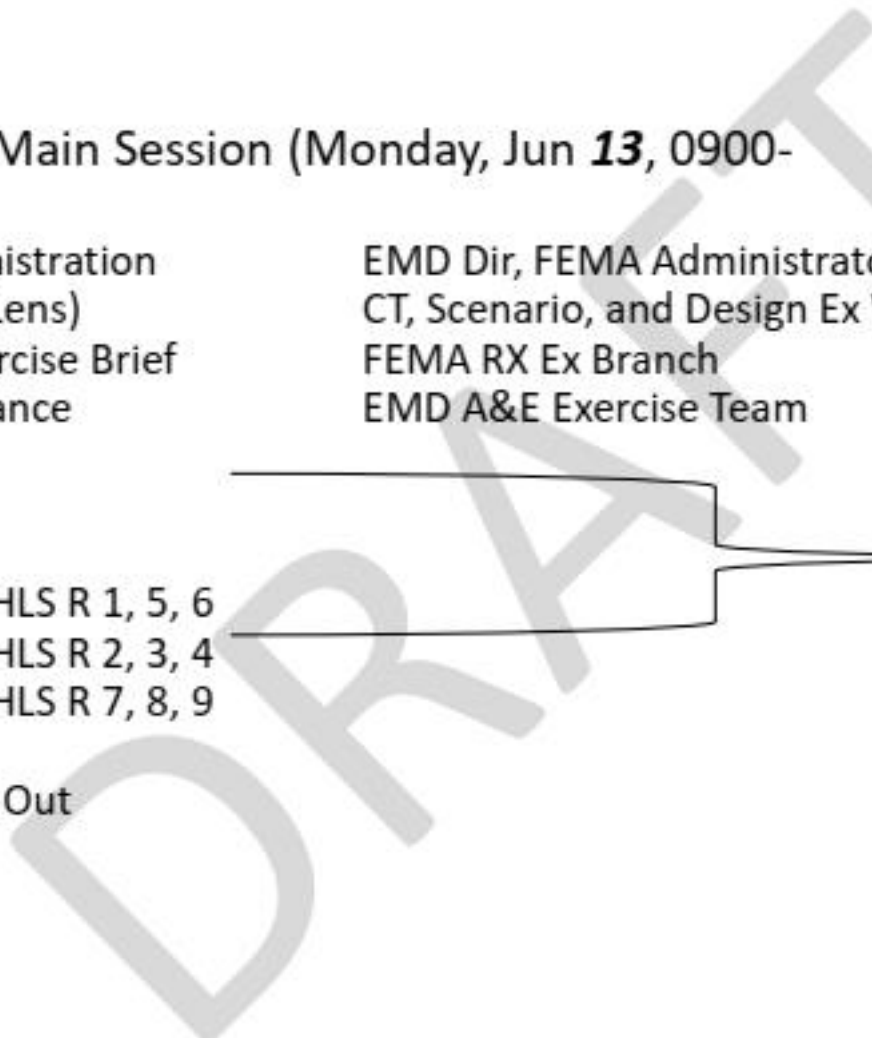 Main Session (Monday, Jun 13, 0900-
nistration EMD Dir, FEMA Administrato
Lens) CT, Scenario, and Design Ex
rcise Brief FEMA RX Ex Branch
ance EMD A&E Exercise Team
HLS R 1, 5, 6
HLS R 2, 3, 4
HLS R 7, 8, 9
Out
DRAFT